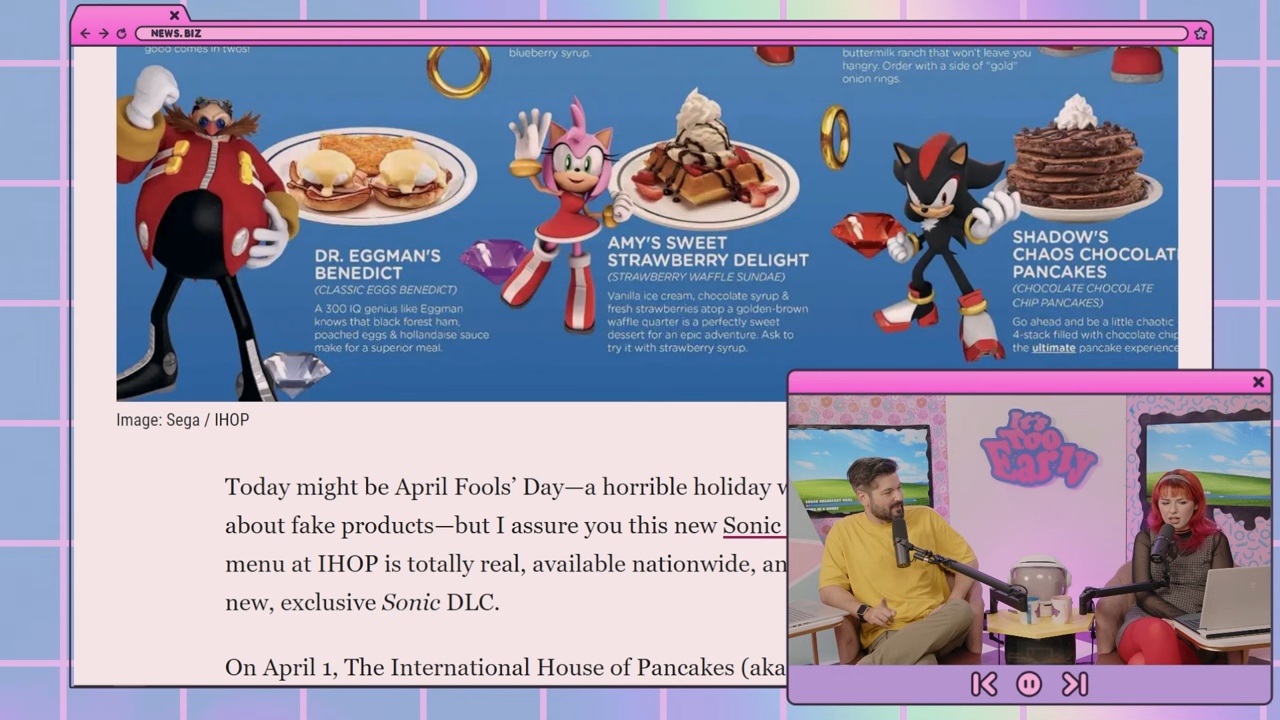 NEWS.BIZ
good comes in twos!
blueberry syrup.
buttermilk ranch that won't leave you
hangry. Order with a side of "gold"
onion rings.
DR. EGGMAN'S
BENEDICT
(CLASSIC EGGS BENEDICT)
A 300 IQ genius like Eggman
knows that black forest ham,
poached eggs & hollandaise sauce
make for a superior meal.
AMY'S SWEET
STRAWBERRY DELIGHT
(STRAWBERRY WAFFLE SUNDAE)
Vanilla ice cream, chocolate syrup &
fresh strawberries atop a golden-brown
waffle quarter is a perfectly sweet
dessert for an epic adventure. Ask to
try it with strawberry syrup.
SHADOW'S
CHAOS CHOCOLAT
PANCAKES
(CHOCOLATE CHOCOLATE
CHIP PANCAKES)
Go ahead and be a little chaotic
4-stack filled with chocolate chip
the ultimate pancake experience
Image: Sega / IHOP
Today might be April Fools' Day—a horrible holiday
about fake products—but I assure you this new Sonic
menu at IHOP is totally real, available nationwide,
new, exclusive Sonic DLC.
On April 1, The International House of Pancakes (aka
It's
Too
Early